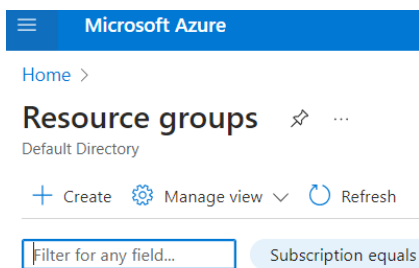 Microsoft Azure
Home >
Resource groups ...
Default Directory
+ Create Manage view Refresh
Filter for any field... Subscription equals